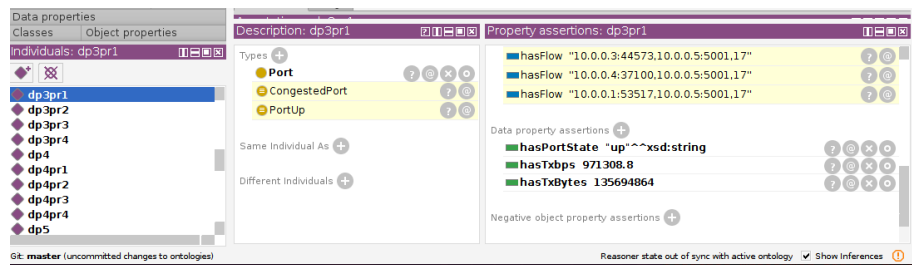 Data properties
Classes Object properties
Individuals: dp3pr1
dp3pr1
dp3pr2
dp3pr3
dp3pr4
dp4
dp4pr1
dp4pr2
dp4pr3
dp4pr4
dp5
Description: dp3pr1
Types
Port
CongestedPort
PortUp
Same Individual As
Different Individuals
Property assertions: dp3pr1
hasFlow "10.0.0.3:44573,10.0.0.5:5001,17"
hasFlow "10.0.0.4:37100,10.0.0.5:5001,17"
hasFlow "10.0.0.1:53517,10.0.0.5:5001,17"
Data property assertions
hasPortState "up"^^xsd:string
hasTxbps 971308.8
hasTxBytes 135694864
Negative object property assertions
Git: master (uncommitted changes to ontologies)
Reasoner state out of sync with active ontology Show Inferences